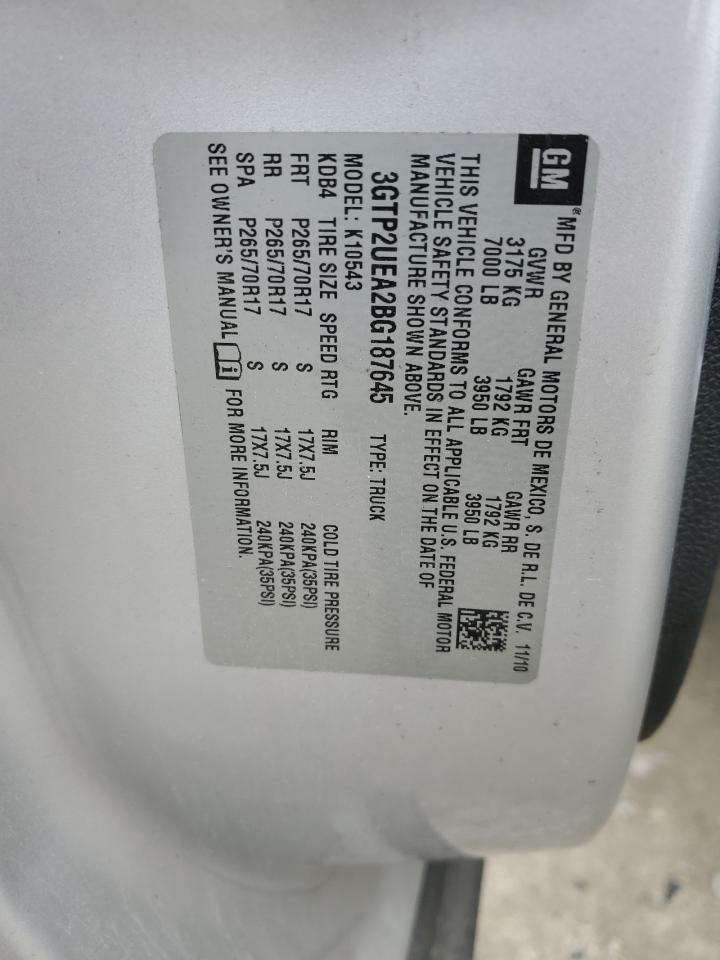 GM
® MFD BY GENERAL MOTORS DE MEXICO, S. DE R.L. DE C.V. 11/10
GVWR GAWR FRT GAWR RR
3175 KG 1792 KG 1792 KG
7000 LB 3950 LB 3950 LB
THIS VEHICLE CONFORMS TO ALL APPLICABLE U.S. FEDERAL MOTOR
VEHICLE SAFETY STANDARDS IN EFFECT ON THE DATE OF
MANUFACTURE SHOWN ABOVE.
3GTP2UEA2BG187645 TYPE: TRUCK
MODEL: K10543
KDB4 TIRE SIZE SPEED RTG RIM COLD TIRE PRESSURE
FRT P265/70R17 S 17X7.5J 240KPA(35PSI)
RR P265/70R17 S 17X7.5J 240KPA(35PSI)
SPA P265/70R17 S 17X7.5J 240KPA(35PSI)
SEE OWNER'S MANUAL i FOR MORE INFORMATION.